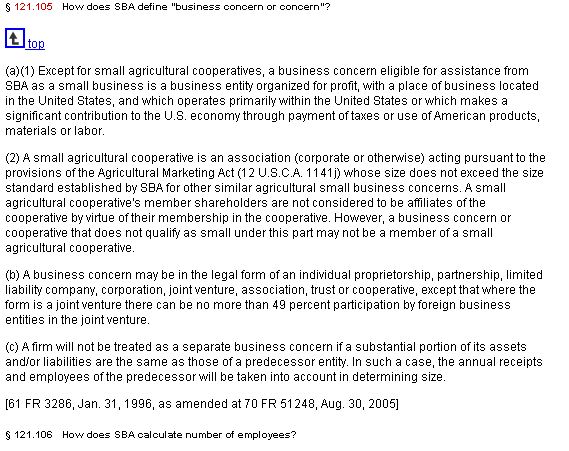 § 121.105 How does SBA define "business concern or concern"?
top
(a)(1) Except for small agricultural cooperatives, a business concern eligible for assistance from
SBA as a small business is a business entity organized for profit, with a place of business located
in the United States, and which operates primarily within the United States or which makes a
significant contribution to the U.S. economy through payment of taxes or use of American products,
materials or labor.
(2) A small agricultural cooperative is an association (corporate or otherwise) acting pursuant to the
provisions of the Agricultural Marketing Act (12 U.S.C.A. 1141j) whose size does not exceed the size
standard established by SBA for other similar agricultural small business concerns. A small
agricultural cooperative's member shareholders are not considered to be affiliates of the
cooperative by virtue of their membership in the cooperative. However, a business concern or
cooperative that does not qualify as small under this part may not be a member of a small
agricultural cooperative.
(b) A business concern may be in the legal form of an individual proprietorship, partnership, limited
liability company, corporation, joint venture, association, trust or cooperative, except that where the
form is a joint venture there can be no more than 49 percent participation by foreign business
entities in the joint venture.
(c) A firm will not be treated as a separate business concern if a substantial portion of its assets
and/or liabilities are the same as those of a predecessor entity. In such a case, the annual receipts
and employees of the predecessor will be taken into account in determining size.
[61 FR 3286, Jan. 31, 1996, as amended at 70 FR 51248, Aug. 30, 2005]
§ 121.106 How does SBA calculate number of employees?